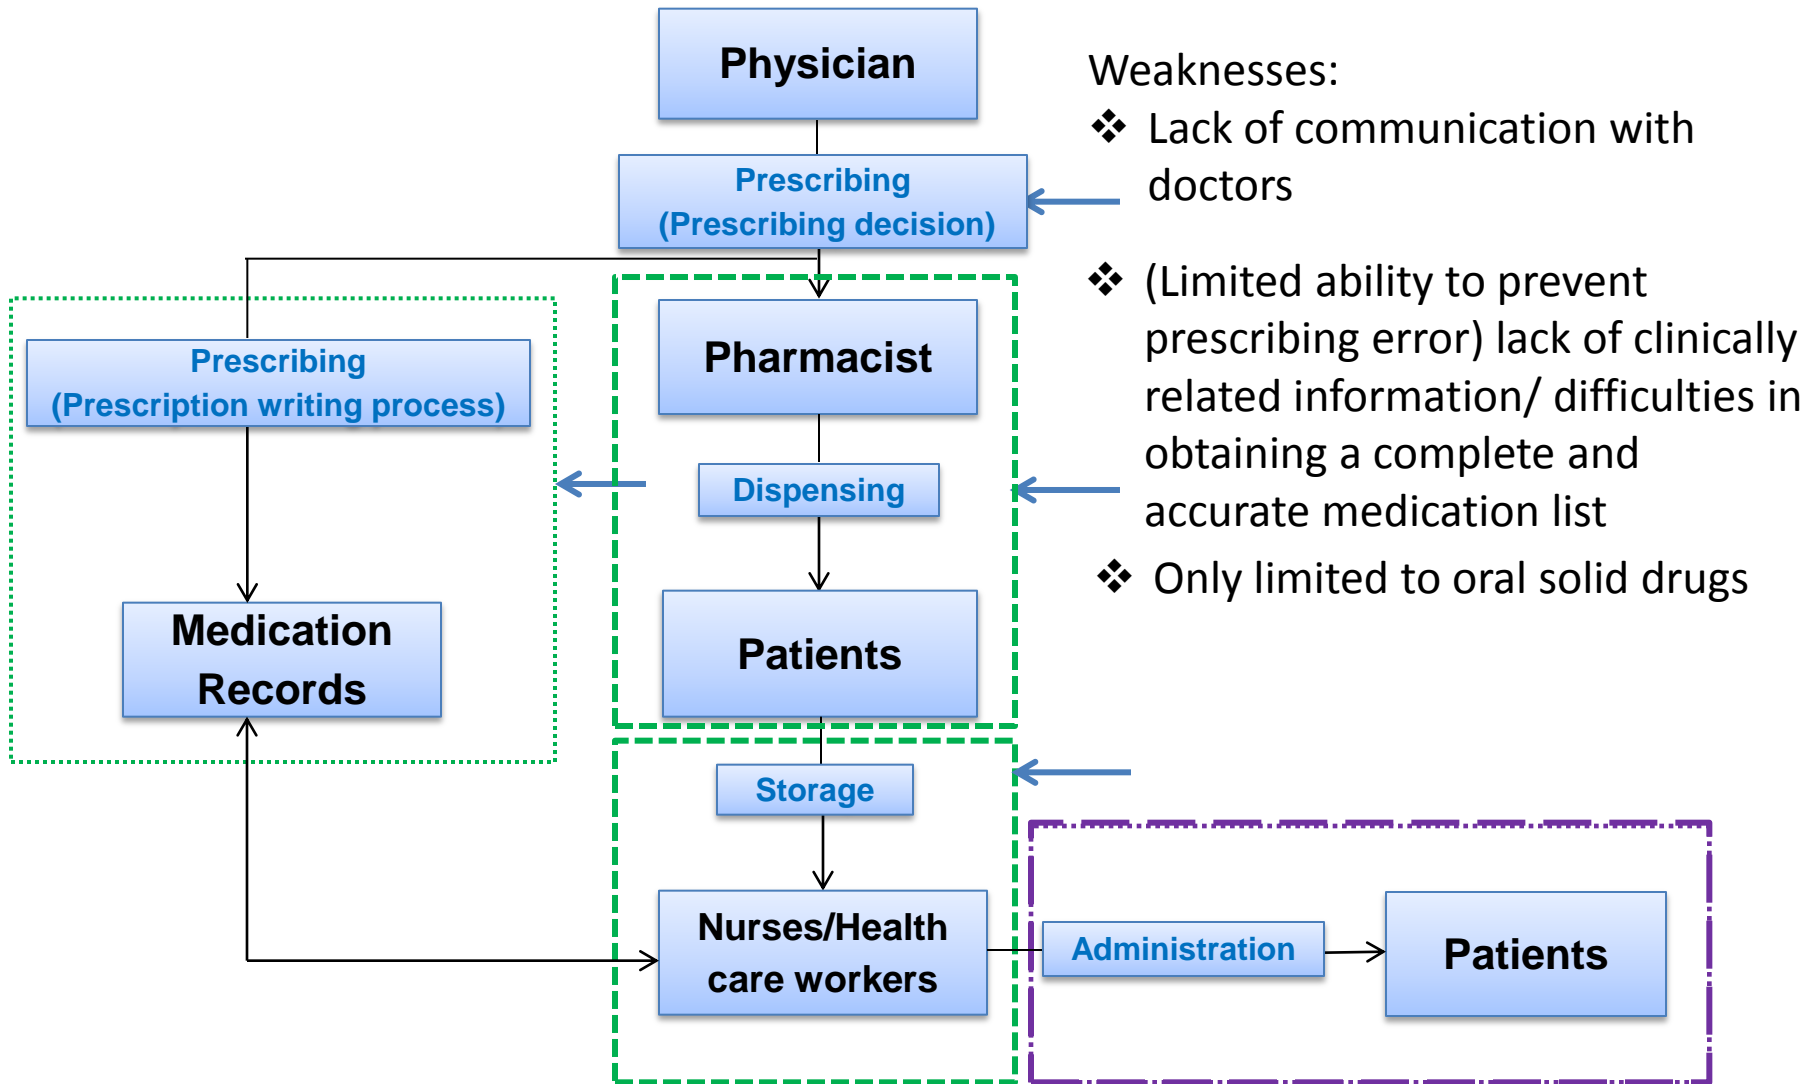 Physician
Prescribing
(Prescribing decision)
Weaknesses:
❖ Lack of communication with
doctors
❖ (Limited ability to prevent
prescribing error) lack of clinically
related information/ difficulties in
obtaining a complete and
accurate medication list
❖ Only limited to oral solid drugs
Prescribing
(Prescription writing process)
Medication
Records
Pharmacist
Dispensing
Patients
Storage
Nurses/Health
care workers
Administration
Patients